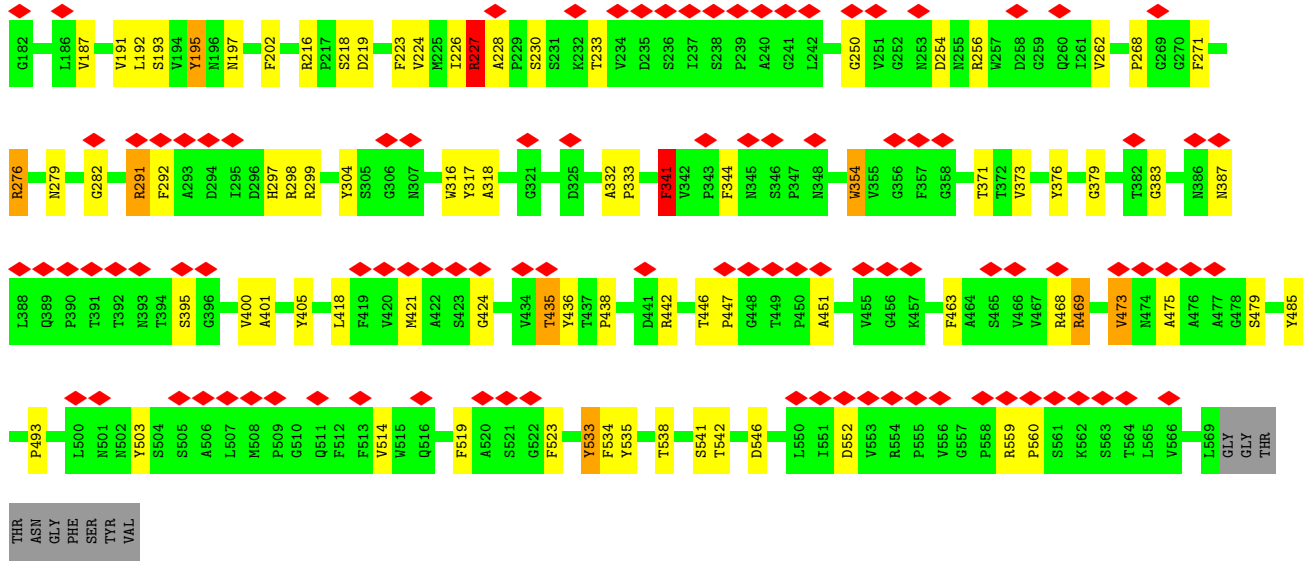 G182 L186 V187 V191 L192 S193 V194 Y195 N196 N197 F202 R216 P217 S218 D219 F223 V224 M225 I226 R227 A228 P229 S230 S231 K232 T233 V234 D235 S236 I237 S238 P239 A240 G241 L242 G250 V251 G252 N253 D254 N255 R256 W257 D258 G259 Q260 I261 V262 P268 G269 G270 F271
R276 N279 G282 R291 F292 A293 D294 I295 D296 H297 R298 R299 Y304 S305 G306 N307 W316 Y317 A318 G321 D325 A332 P333 F341 V342 P343 F344 N345 S346 P347 N348 W354 V355 G356 F357 G358 T371 T372 V373 Y376 G379 T382 G383 N386 N387
L388 Q389 P390 T391 T392 N393 T394 S395 G396 V400 A401 Y405 L418 F419 V420 M421 A422 S423 G424 V434 T435 Y436 T437 P438 D441 R442 T446 P447 G448 T449 P450 A451 V455 G456 K457 F463 A464 S465 V466 V467 R468 R469 V473 N474 A475 A476 A477 G478 S479 Y485
P493 L500 N501 N502 Y503 S504 S505 A506 L507 M508 P509 G510 Q511 F512 F513 V514 W515 Q516 F519 A520 S521 G522 F523 Y533 F534 Y535 T538 S541 T542 D546 L550 I551 D552 V553 R554 P555 V556 G557 P558 R559 P560 S561 K562 S563 T564 L565 V566 L569 GLY GLY THR
THR ASN GLY PHE SER TYR VAL